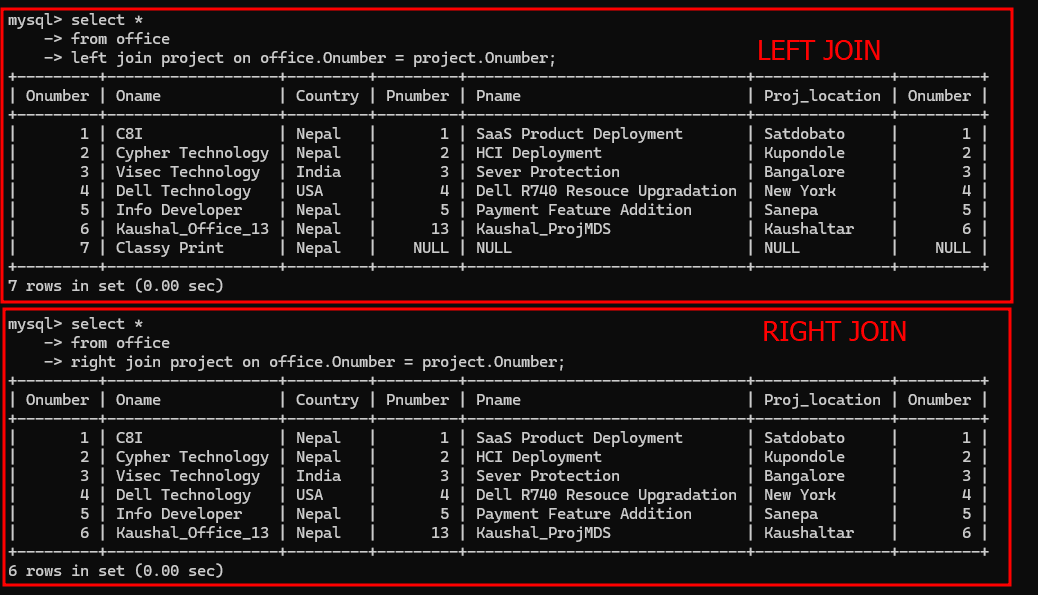 mysql> select *
    -> from office
    -> left join project on office.Onumber = project.Onumber;
LEFT JOIN
+---------+-------------------+---------+---------+-------------------------------+---------------+---------+
| Onumber | Oname             | Country | Pnumber | Pname                         | Proj_location | Onumber |
+---------+-------------------+---------+---------+-------------------------------+---------------+---------+
|       1 | C8I               | Nepal   |       1 | SaaS Product Deployment       | Satdobato     |       1 |
|       2 | Cypher Technology | Nepal   |       2 | HCI Deployment                | Kupondole     |       2 |
|       3 | Visec Technology  | India   |       3 | Sever Protection              | Bangalore     |       3 |
|       4 | Dell Technology   | USA     |       4 | Dell R740 Resouce Upgradation | New York      |       4 |
|       5 | Info Developer    | Nepal   |       5 | Payment Feature Addition      | Sanepa        |       5 |
|       6 | Kaushal_Office_13 | Nepal   |      13 | Kaushal_ProjMDS               | Kaushaltar    |       6 |
|       7 | Classy Print      | Nepal   |    NULL | NULL                          | NULL          |    NULL |
+---------+-------------------+---------+---------+-------------------------------+---------------+---------+
7 rows in set (0.00 sec)
mysql> select *
RIGHT JOIN
    -> from office
    -> right join project on office.Onumber = project.Onumber;
+---------+-------------------+---------+---------+-------------------------------+---------------+---------+
| Onumber | Oname             | Country | Pnumber | Pname                         | Proj_location | Onumber |
+---------+-------------------+---------+---------+-------------------------------+---------------+---------+
|       1 | C8I               | Nepal   |       1 | SaaS Product Deployment       | Satdobato     |       1 |
|       2 | Cypher Technology | Nepal   |       2 | HCI Deployment                | Kupondole     |       2 |
|       3 | Visec Technology  | India   |       3 | Sever Protection              | Bangalore     |       3 |
|       4 | Dell Technology   | USA     |       4 | Dell R740 Resouce Upgradation | New York      |       4 |
|       5 | Info Developer    | Nepal   |       5 | Payment Feature Addition      | Sanepa        |       5 |
|       6 | Kaushal_Office_13 | Nepal   |      13 | Kaushal_ProjMDS               | Kaushaltar    |       6 |
+---------+-------------------+---------+---------+-------------------------------+---------------+---------+
6 rows in set (0.00 sec)